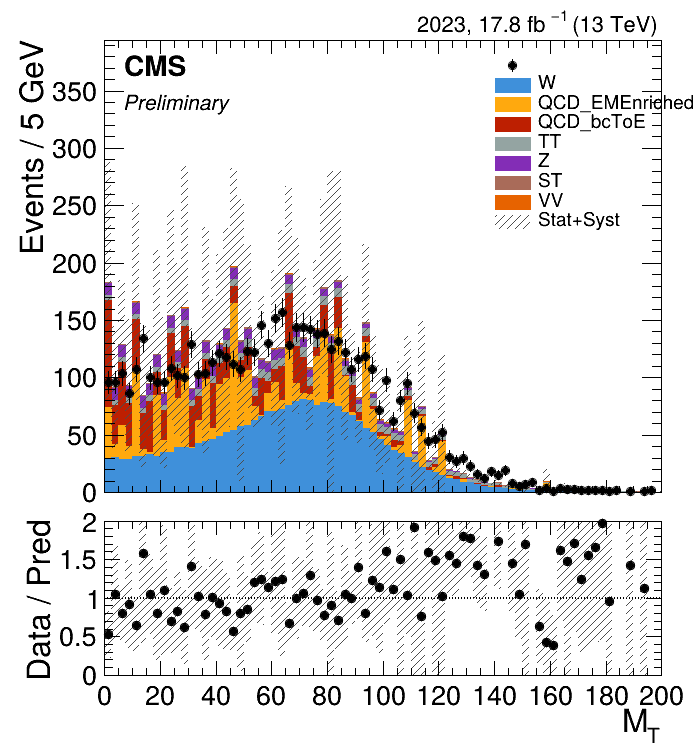 2023, 17.8 fb⁻¹ (13 TeV)
Events / 5 GeV
CMS
Preliminary
W
QCD_EMEnriched
QCD_bcToE
TT
Z
ST
VV
Stat+Syst
350
300
250
200
150
100
50
0
Data / Pred
2
1.5
1
0.5
0
0 20 40 60 80 100 120 140 160 180 200
M_T